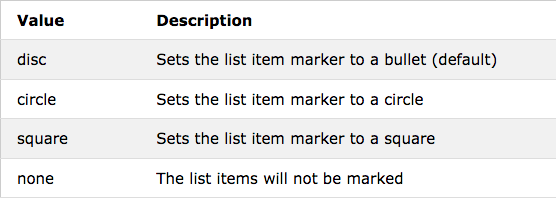 Value Description
disc Sets the list item marker to a bullet (default)
circle Sets the list item marker to a circle
square Sets the list item marker to a square
none The list items will not be marked